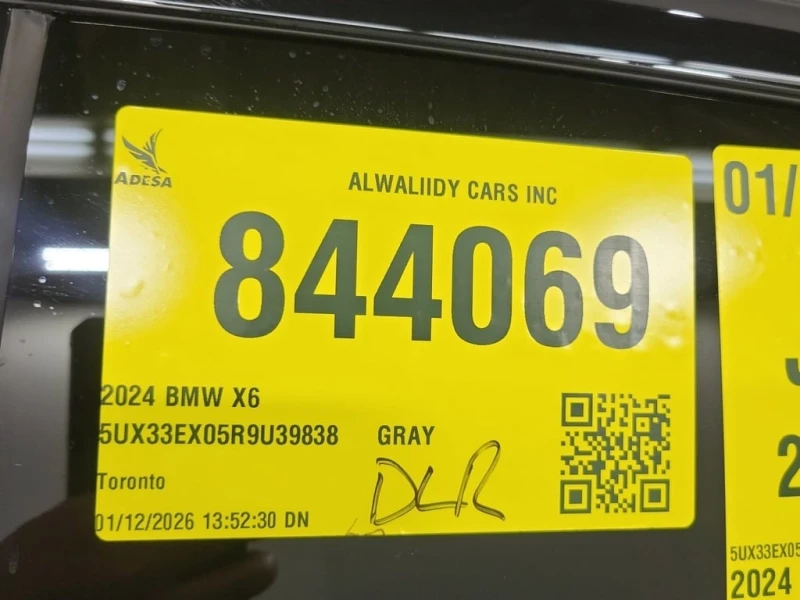 ADESA
ALWALIIDY CARS INC
844069
2024 BMW X6
5UX33EX05R9U39838 GRAY
DLR
Toronto
01/12/2026 13:52:30 DN
01/
2
5UX33EX05
2024